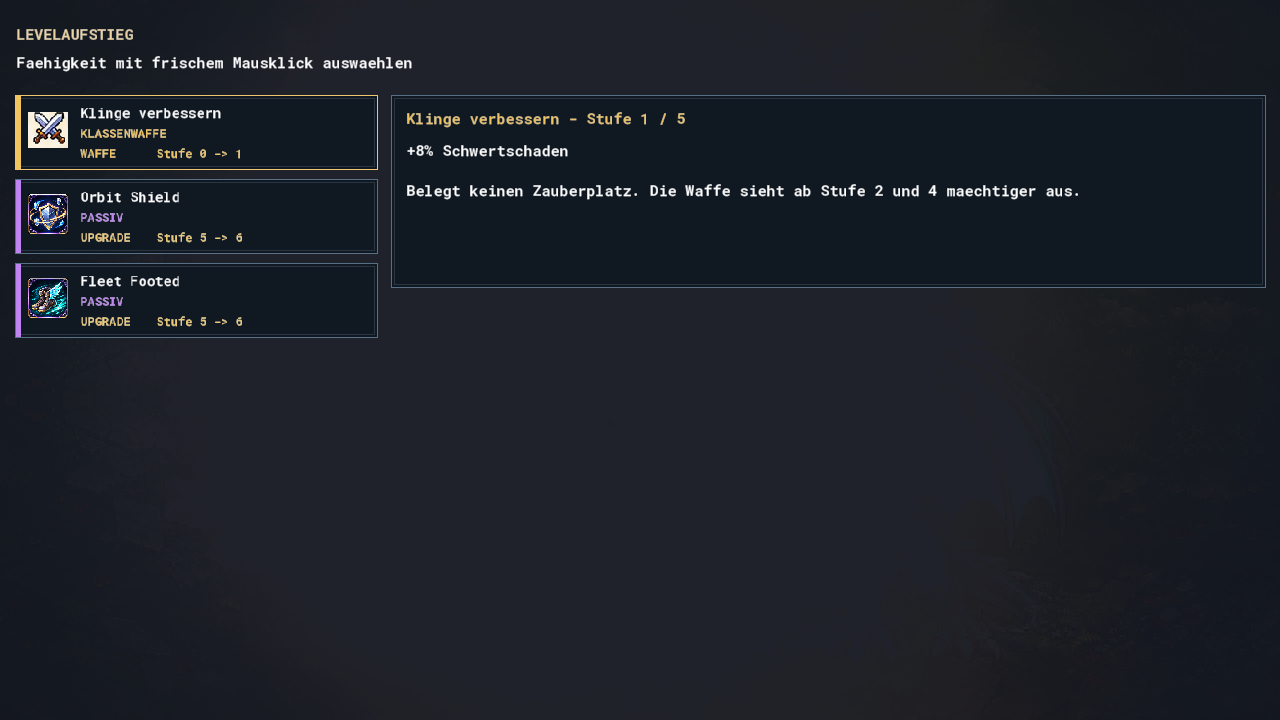 LEVELAUFSTIEG
Faehigkeit mit frischem Mausklick auswaehlen
Klinge verbessern
KLASSENWAFFE
WAFFE Stufe 0 -> 1
Orbit Shield
PASSIV
UPGRADE Stufe 5 -> 6
Fleet Footed
PASSIV
UPGRADE Stufe 5 -> 6
Klinge verbessern - Stufe 1 / 5
+8% Schwertschaden
Belegt keinen Zauberplatz. Die Waffe sieht ab Stufe 2 und 4 maechtiger aus.